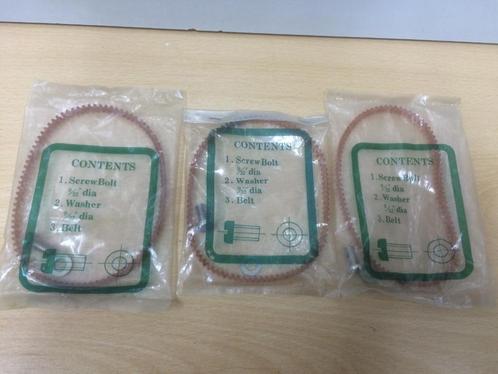 CONTENTS
1. Screw Bolt
dia
2. Washer
dia
3. Belt
CONTENTS
1. Screw Bolt
dia
2. Washer
dia
3. Belt
CONTENTS
1. Screw Bolt
dia
2. Washer
dia
3. Belt